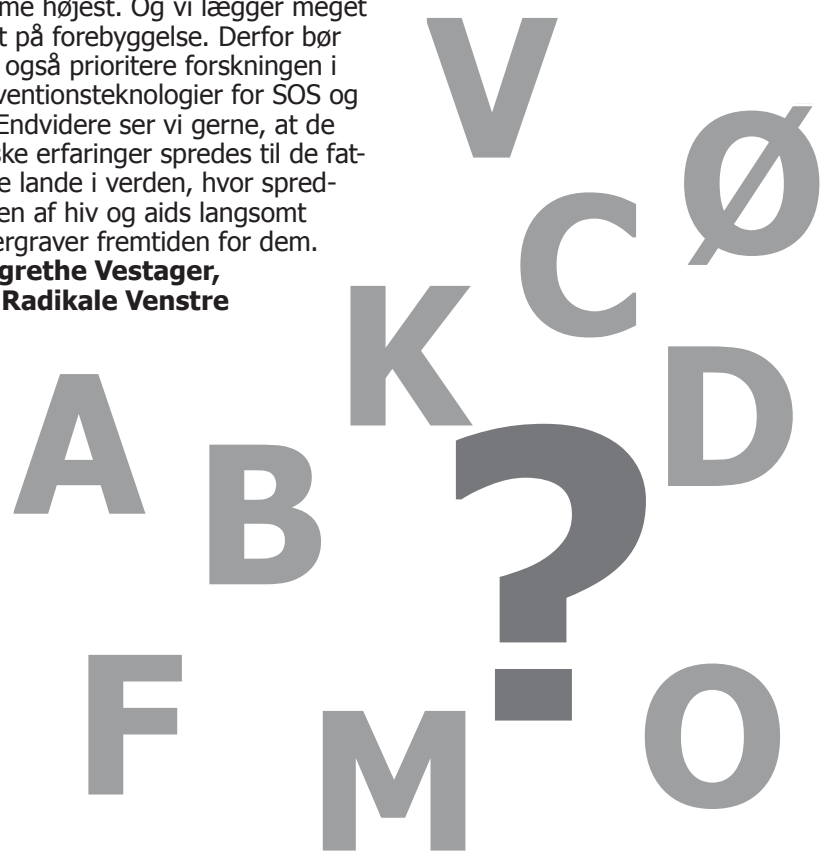 me højest. Og vi lægger meget
t på forebyggelse. Derfor bør
også prioritere forskningen i
ventionsteknologier for SOS og
Endvidere ser vi gerne, at de
ske erfaringer spredes til de fat-
e lande i verden, hvor spred-
en af hiv og aids langsomt
ergraver fremtiden for dem.
grethe Vestager,
Radikale Venstre
V
Ø
C
K
D
A
B
?
F
M
O